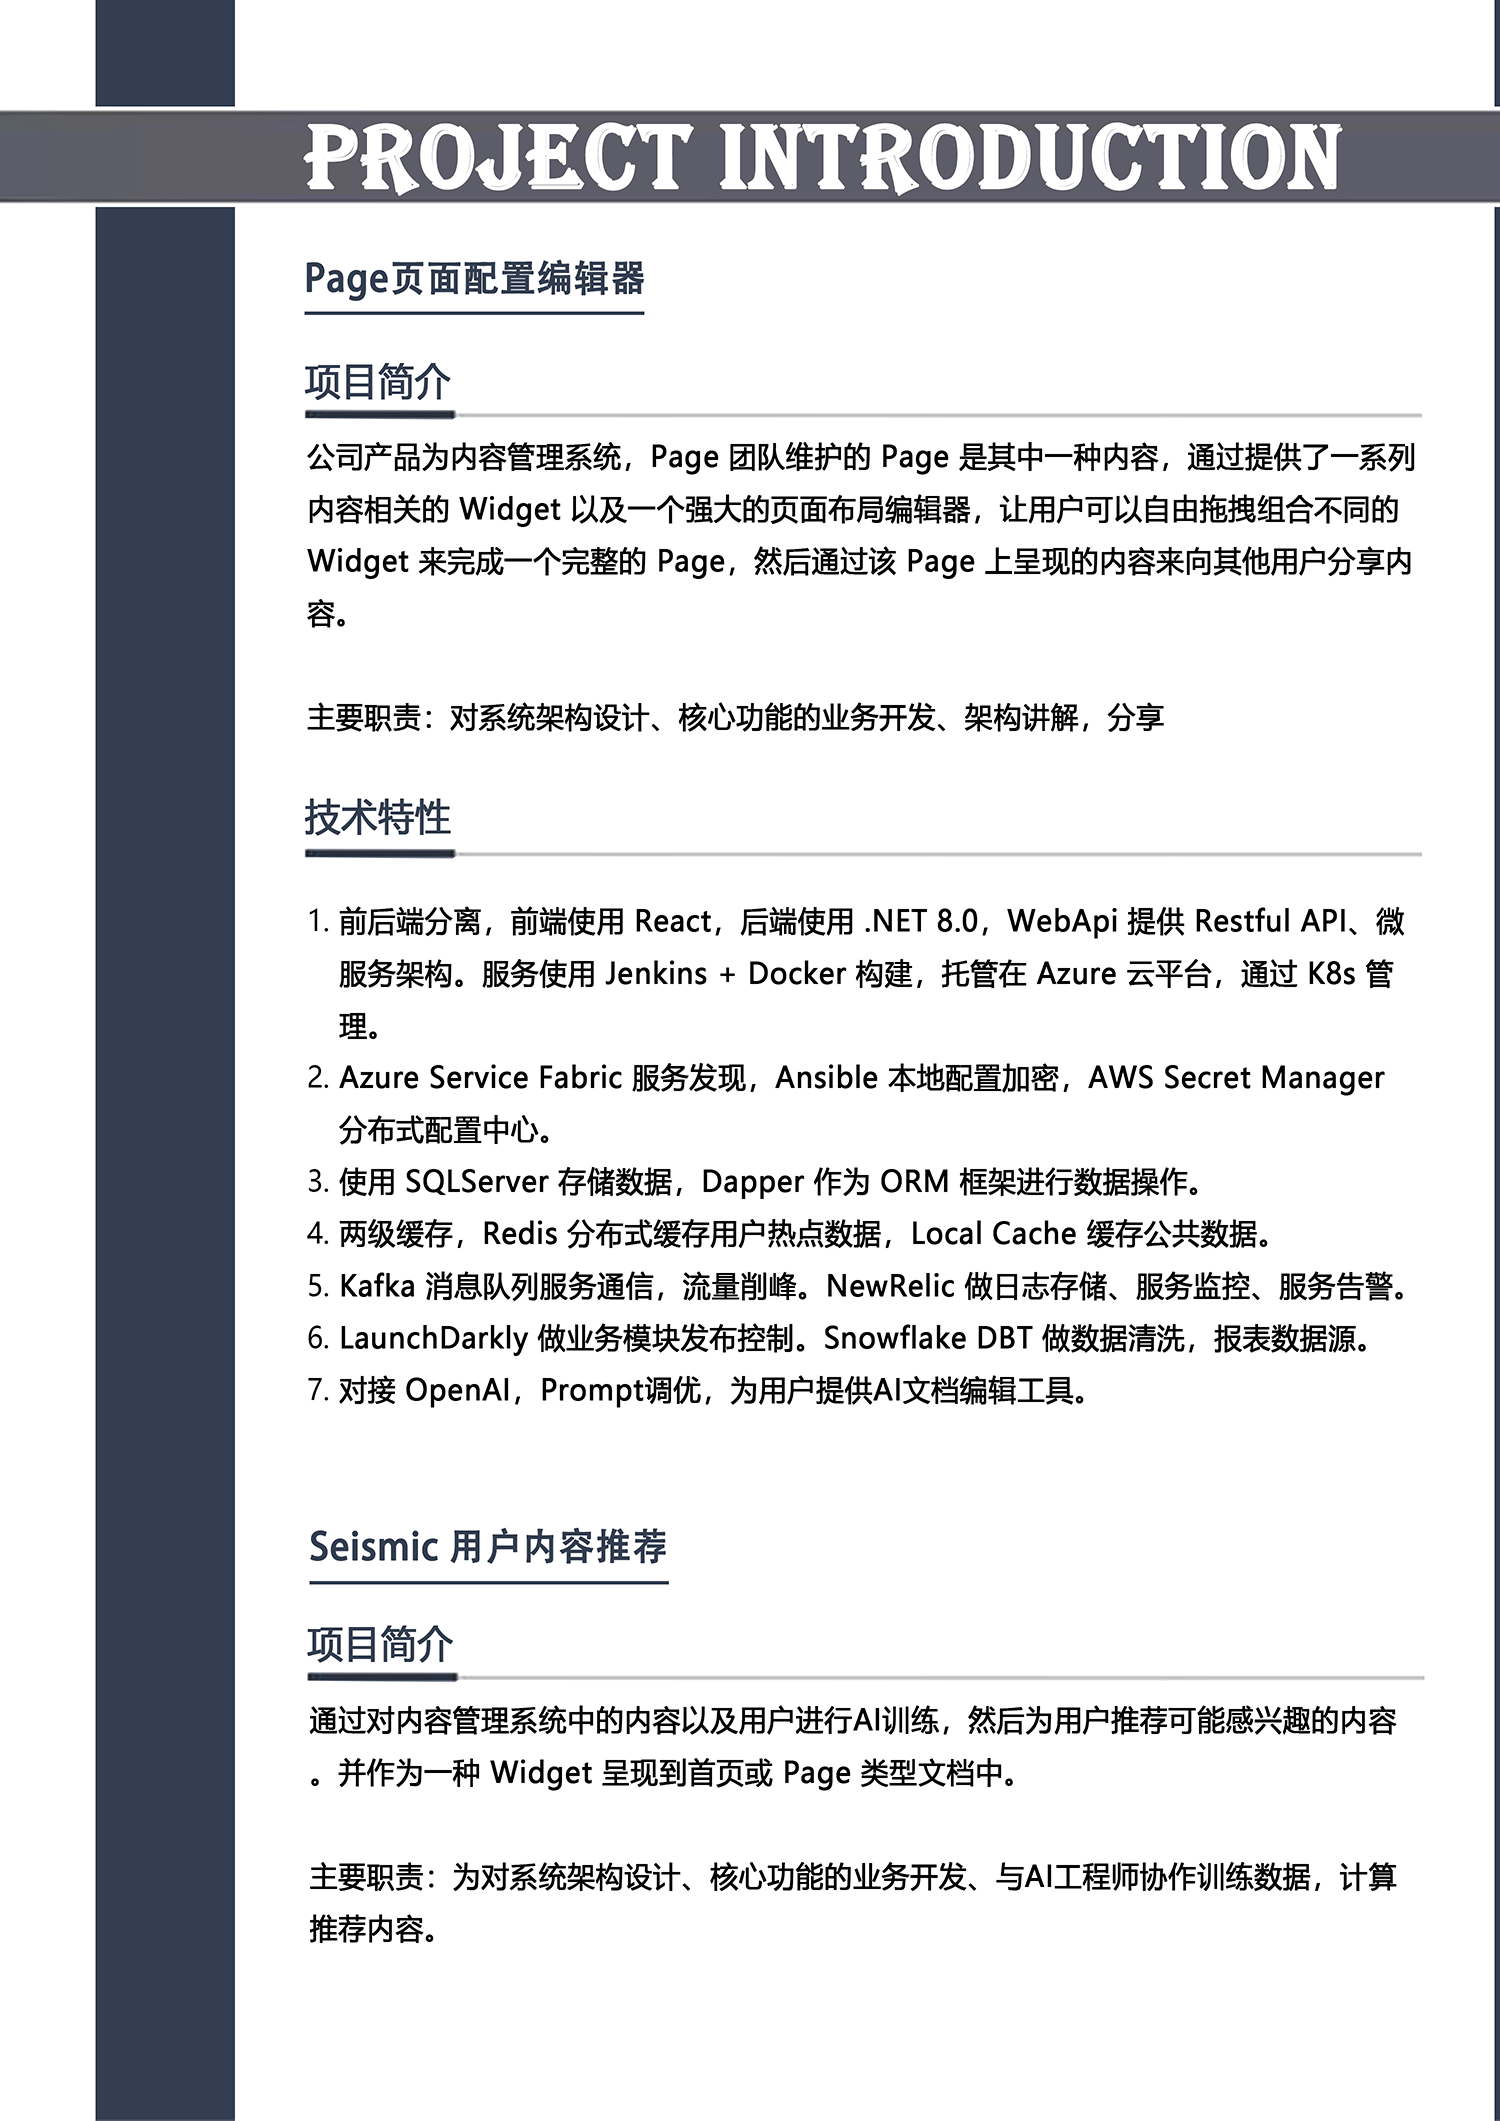 PROJECT INTRODUCTION
Page页面配置编辑器
项目简介
公司产品为内容管理系统，Page 团队维护的 Page 是其中一种内容，通过提供了一系列
内容相关的 Widget 以及一个强大的页面布局编辑器，让用户可以自由拖拽组合不同的
Widget 来完成一个完整的 Page，然后通过该 Page 上呈现的内容来向其他用户分享内
容。
主要职责：对系统架构设计、核心功能的业务开发、架构讲解，分享
技术特性
1. 前后端分离，前端使用 React，后端使用 .NET 8.0，WebApi 提供 Restful API、微
服务架构。服务使用 Jenkins + Docker 构建，托管在 Azure 云平台，通过 K8s 管
理。
2. Azure Service Fabric 服务发现，Ansible 本地配置加密，AWS Secret Manager
分布式配置中心。
3. 使用 SQLServer 存储数据，Dapper 作为 ORM 框架进行数据操作。
4. 两级缓存，Redis 分布式缓存用户热点数据，Local Cache 缓存公共数据。
5. Kafka 消息队列服务通信，流量削峰。NewRelic 做日志存储、服务监控、服务告警。
6. LaunchDarkly 做业务模块发布控制。Snowflake DBT 做数据清洗，报表数据源。
7. 对接 OpenAI，Prompt调优，为用户提供AI文档编辑工具。
Seismic 用户内容推荐
项目简介
通过对内容管理系统中的内容以及用户进行AI训练，然后为用户推荐可能感兴趣的内容
。并作为一种 Widget 呈现到首页或 Page 类型文档中。
主要职责：为对系统架构设计、核心功能的业务开发、与AI工程师协作训练数据，计算
推荐内容。